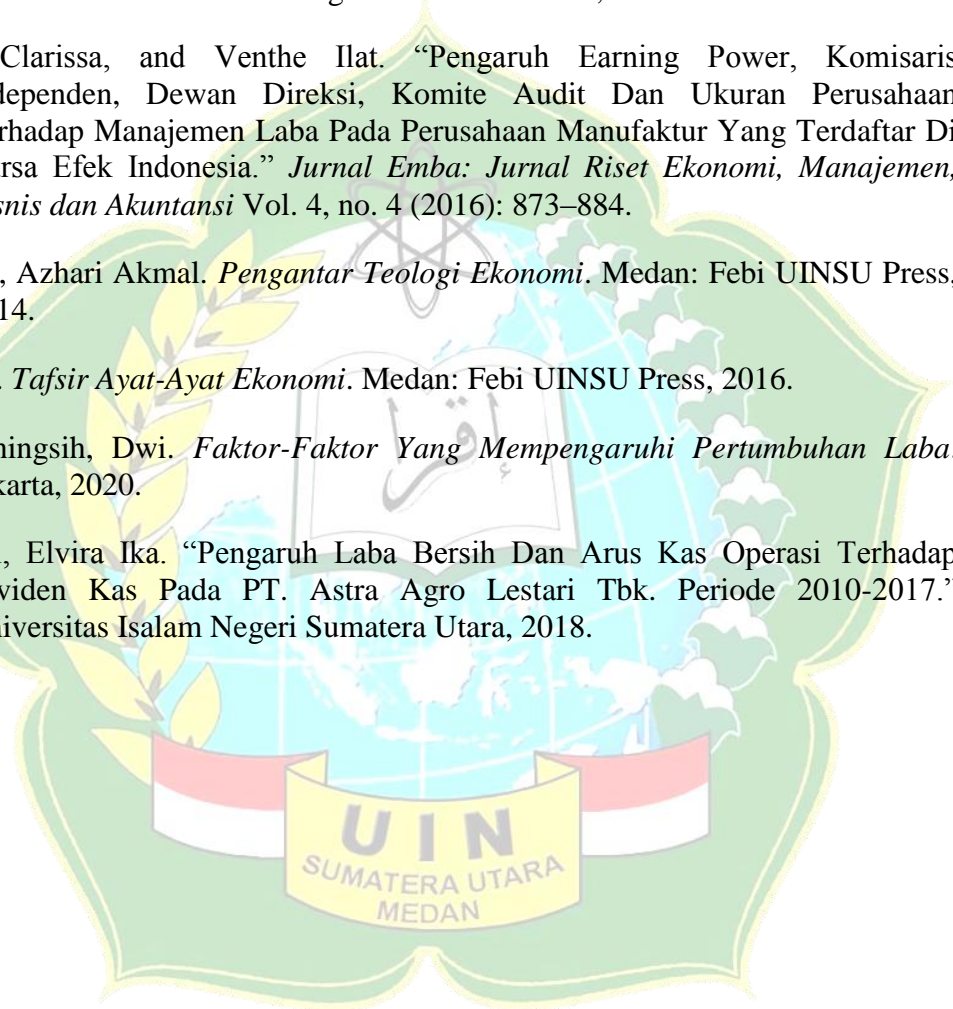 Clarissa, and Venthe Ilat. “Pengaruh Earning Power, Komisaris
dependen, Dewan Direksi, Komite Audit Dan Ukuran Perusahaan
rhadap Manajemen Laba Pada Perusahaan Manufaktur Yang Terdaftar Di
rsa Efek Indonesia.” Jurnal Emba: Jurnal Riset Ekonomi, Manajemen,
snis dan Akuntansi Vol. 4, no. 4 (2016): 873–884.
, Azhari Akmal. Pengantar Teologi Ekonomi. Medan: Febi UINSU Press,
14.
. Tafsir Ayat-Ayat Ekonomi. Medan: Febi UINSU Press, 2016.
ningsih, Dwi. Faktor-Faktor Yang Mempengaruhi Pertumbuhan Laba.
karta, 2020.
, Elvira Ika. “Pengaruh Laba Bersih Dan Arus Kas Operasi Terhadap
viden Kas Pada PT. Astra Agro Lestari Tbk. Periode 2010-2017.”
niversitas Isalam Negeri Sumatera Utara, 2018.
إقرأ
UIN
SUMATERA UTARA
MEDAN